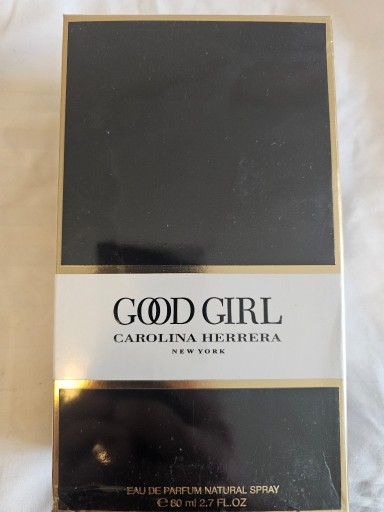 GOOD GIRL
CAROLINA HERRERA
NEW YORK
EAU DE PARFUM NATURAL SPRAY
℮ 80 ml 2.7 FL.OZ